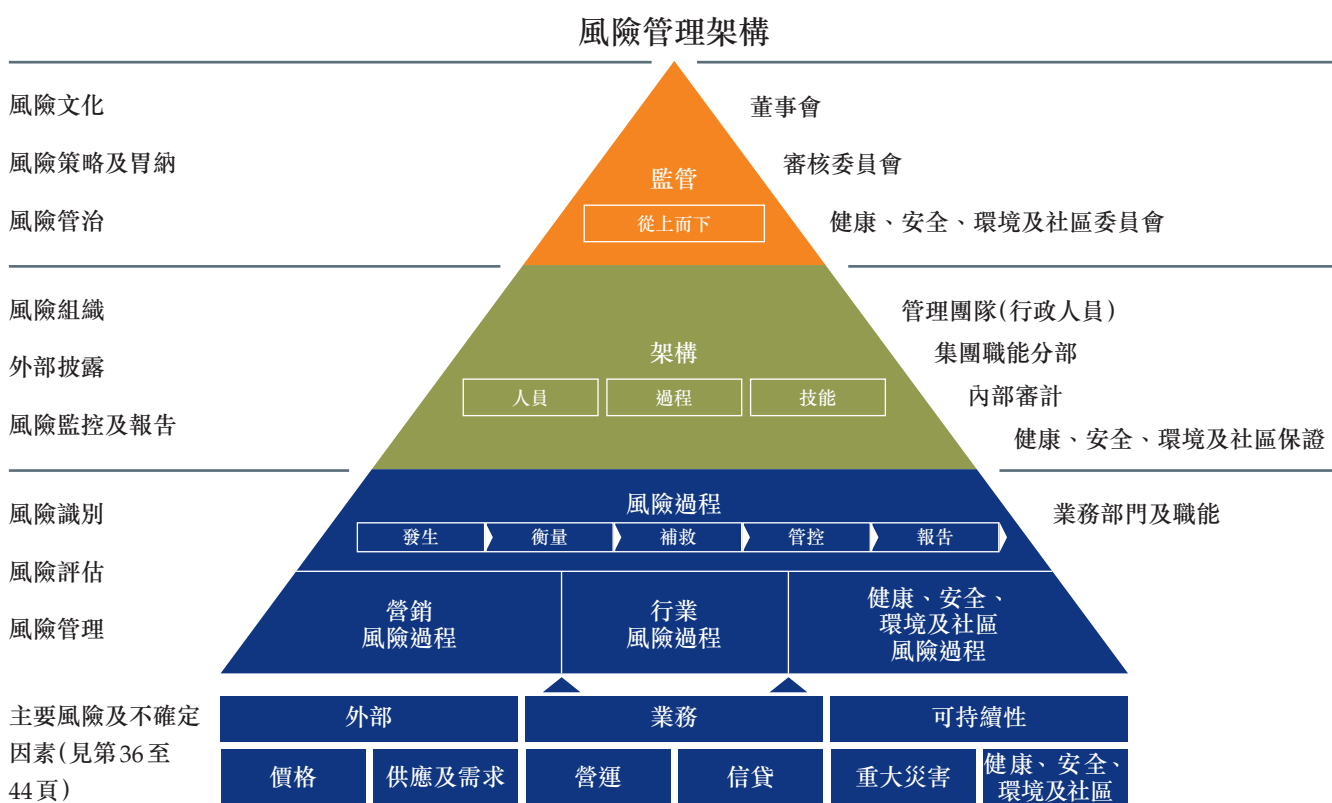 風險管理架構
風險文化
風險策略及胃納
風險管治
監管
從上而下
董事會
審核委員會
健康、安全、環境及社區委員會
風險組織
外部披露
風險監控及報告
架構
人員
過程
技能
管理團隊(行政人員)
集團職能分部
內部審計
健康、安全、環境及社區保證
風險識別
風險評估
風險管理
風險過程
發生
衡量
補救
管控
報告
營銷
風險過程
行業
風險過程
健康、安全、
環境及社區
風險過程
業務部門及職能
主要風險及不確定
因素(見第36至
44頁)
外部
業務
可持續性
價格
供應及需求
營運
信貸
重大災害
健康、安全、
環境及社區